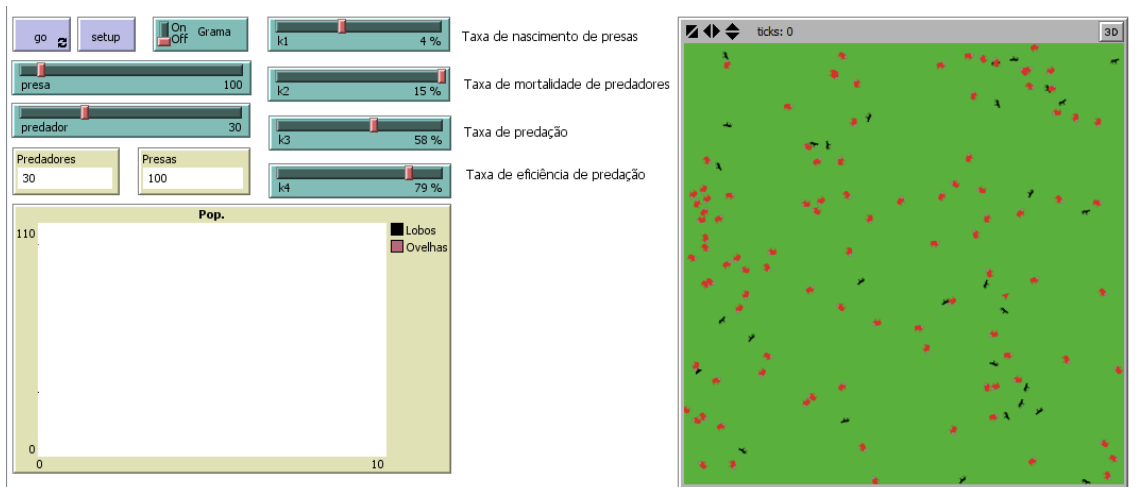 go
setup
On
Off
Grama
k1
4 %
Taxa de nascimento de presas
presa
100
k2
15 %
Taxa de mortalidade de predadores
predador
30
k3
58 %
Taxa de predação
Predadores
30
Presas
100
k4
79 %
Taxa de eficiência de predação
Pop.
110
0
0
10
Lobos
Ovelhas
ticks: 0
3D